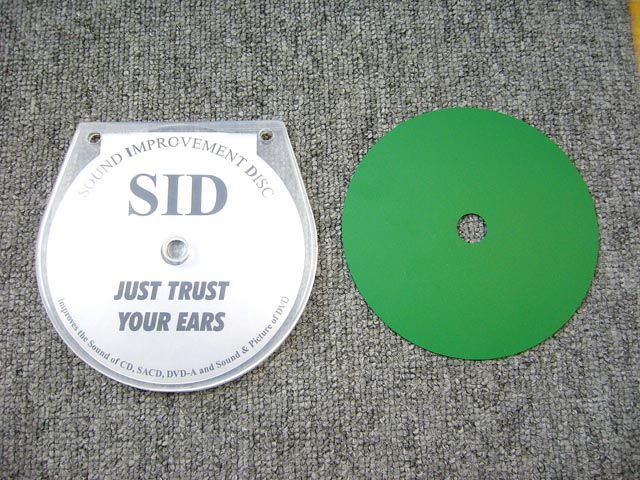 SOUND IMPROVEMENT DISC
SID
JUST TRUST
YOUR EARS
Improves the Sound of CD, SACD, DVD-A and Sound & Picture of DVD